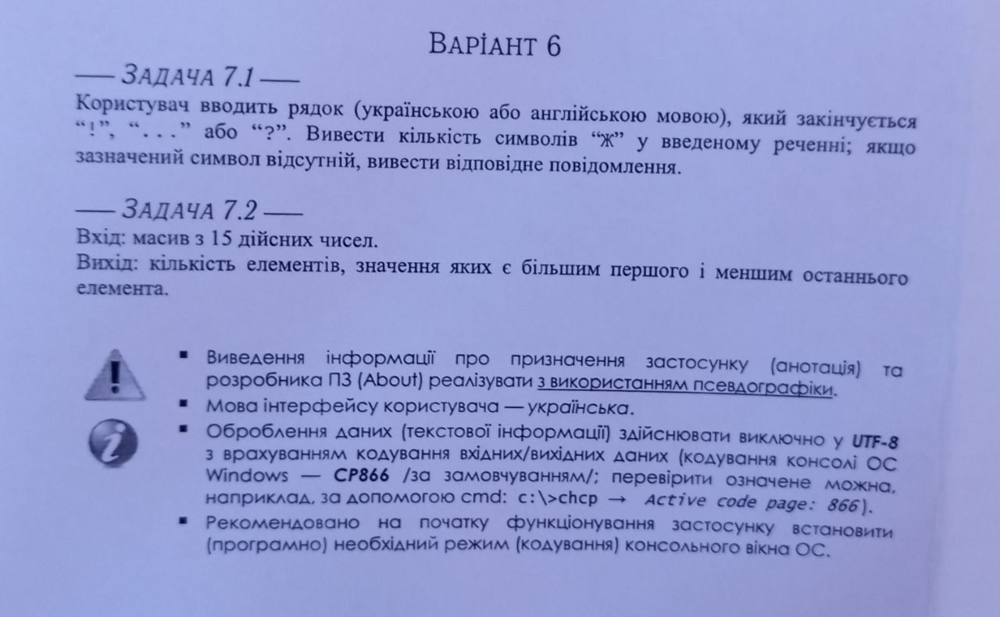 ВАРІАНТ 6
— ЗАДАЧА 7.1 —
Користувач вводить рядок (українською або англійською мовою), який закінчується
“!”, “...” або “?”. Вивести кількість символів “Ж” у введеному реченні; якщо
зазначений символ відсутній, вивести відповідне повідомлення.
— ЗАДАЧА 7.2 —
Вхід: масив з 15 дійсних чисел.
Вихід: кількість елементів, значення яких є більшим першого і меншим останнього
елемента.
▪ Виведення інформації про призначення застосунку (анотація) та
розробника ПЗ (About) реалізувати з використанням псевдографіки.
▪ Мова інтерфейсу користувача — українська.
▪ Оброблення даних (текстової інформації) здійснювати виключно у UTF-8
з врахуванням кодування вхідних/вихідних даних (кодування консолі ОС
Windows — CP866 /за замовчуванням/; перевірити означене можна,
наприклад, за допомогою cmd: c:\>chcp → Active code page: 866).
▪ Рекомендовано на початку функціонування застосунку встановити
(програмно) необхідний режим (кодування) консольного вікна ОС.